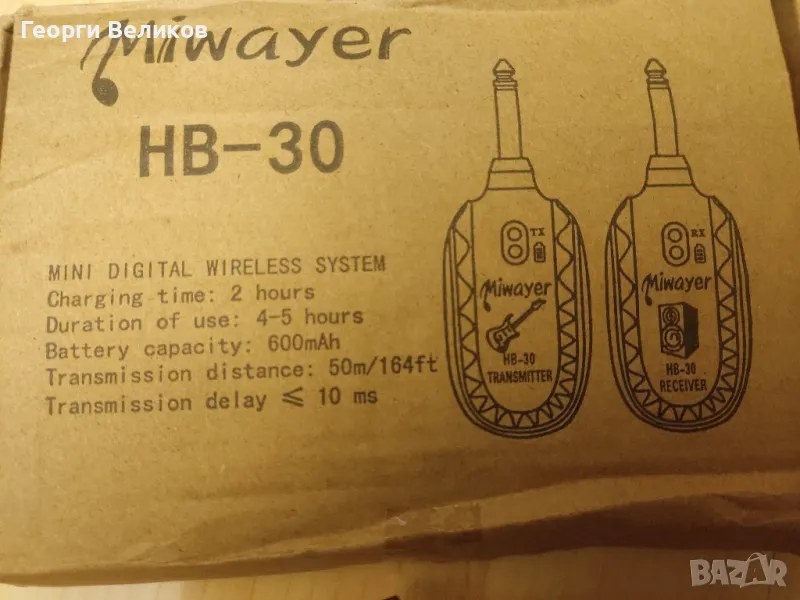 Георги Великов
Miwayer
HB-30
MINI DIGITAL WIRELESS SYSTEM
Charging time: 2 hours
Duration of use: 4-5 hours
Battery capacity: 600mAh
Transmission distance: 50m/164ft
Transmission delay ≤ 10 ms
TX
Miwayer
HB-30
TRANSMITTER
RX
Miwayer
HB-30
RECEIVER
BAZAR